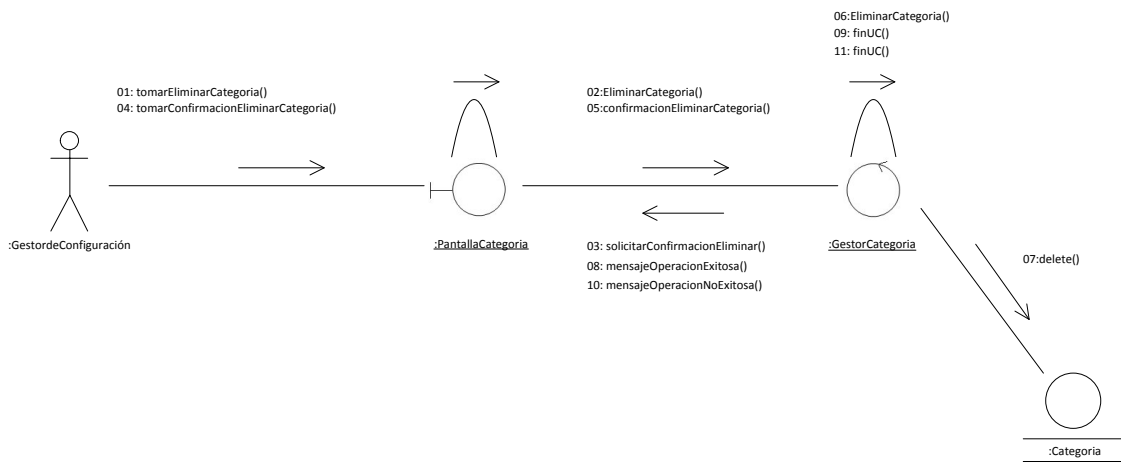 06:EliminarCategoria()
09: finUC()
11: finUC()
01: tomarEliminarCategoria()
04: tomarConfirmacionEliminarCategoria()
02:EliminarCategoria()
05:confirmacionEliminarCategoria()
:GestordeConfiguración
:PantallaCategoria
03: solicitarConfirmacionEliminar()
08: mensajeOperacionExitosa()
10: mensajeOperacionNoExitosa()
:GestorCategoria
07:delete()
:Categoria